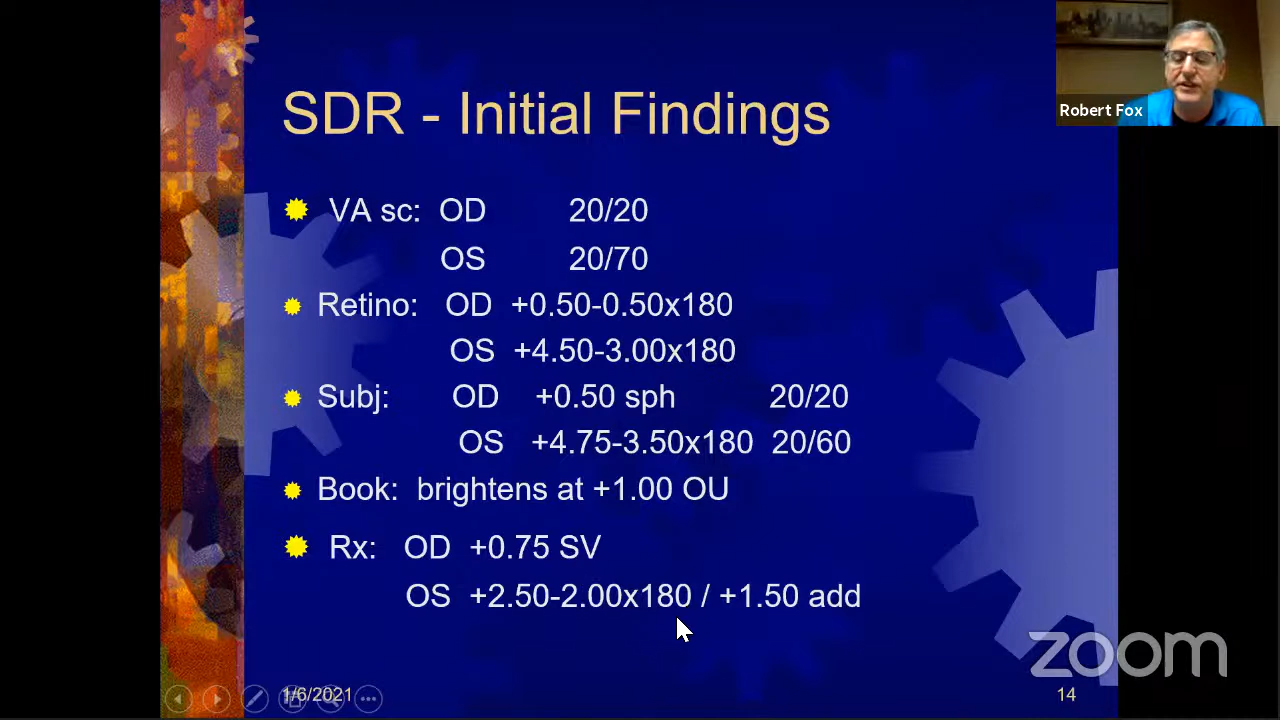 SDR - Initial Findings
Robert Fox
VA sc: OD 20/20
OS 20/70
Retino: OD +0.50-0.50x180
OS +4.50-3.00x180
Subj: OD +0.50 sph 20/20
OS +4.75-3.50x180 20/60
Book: brightens at +1.00 OU
Rx: OD +0.75 SV
OS +2.50-2.00x180 / +1.50 add
zoom
1/6/2021
14